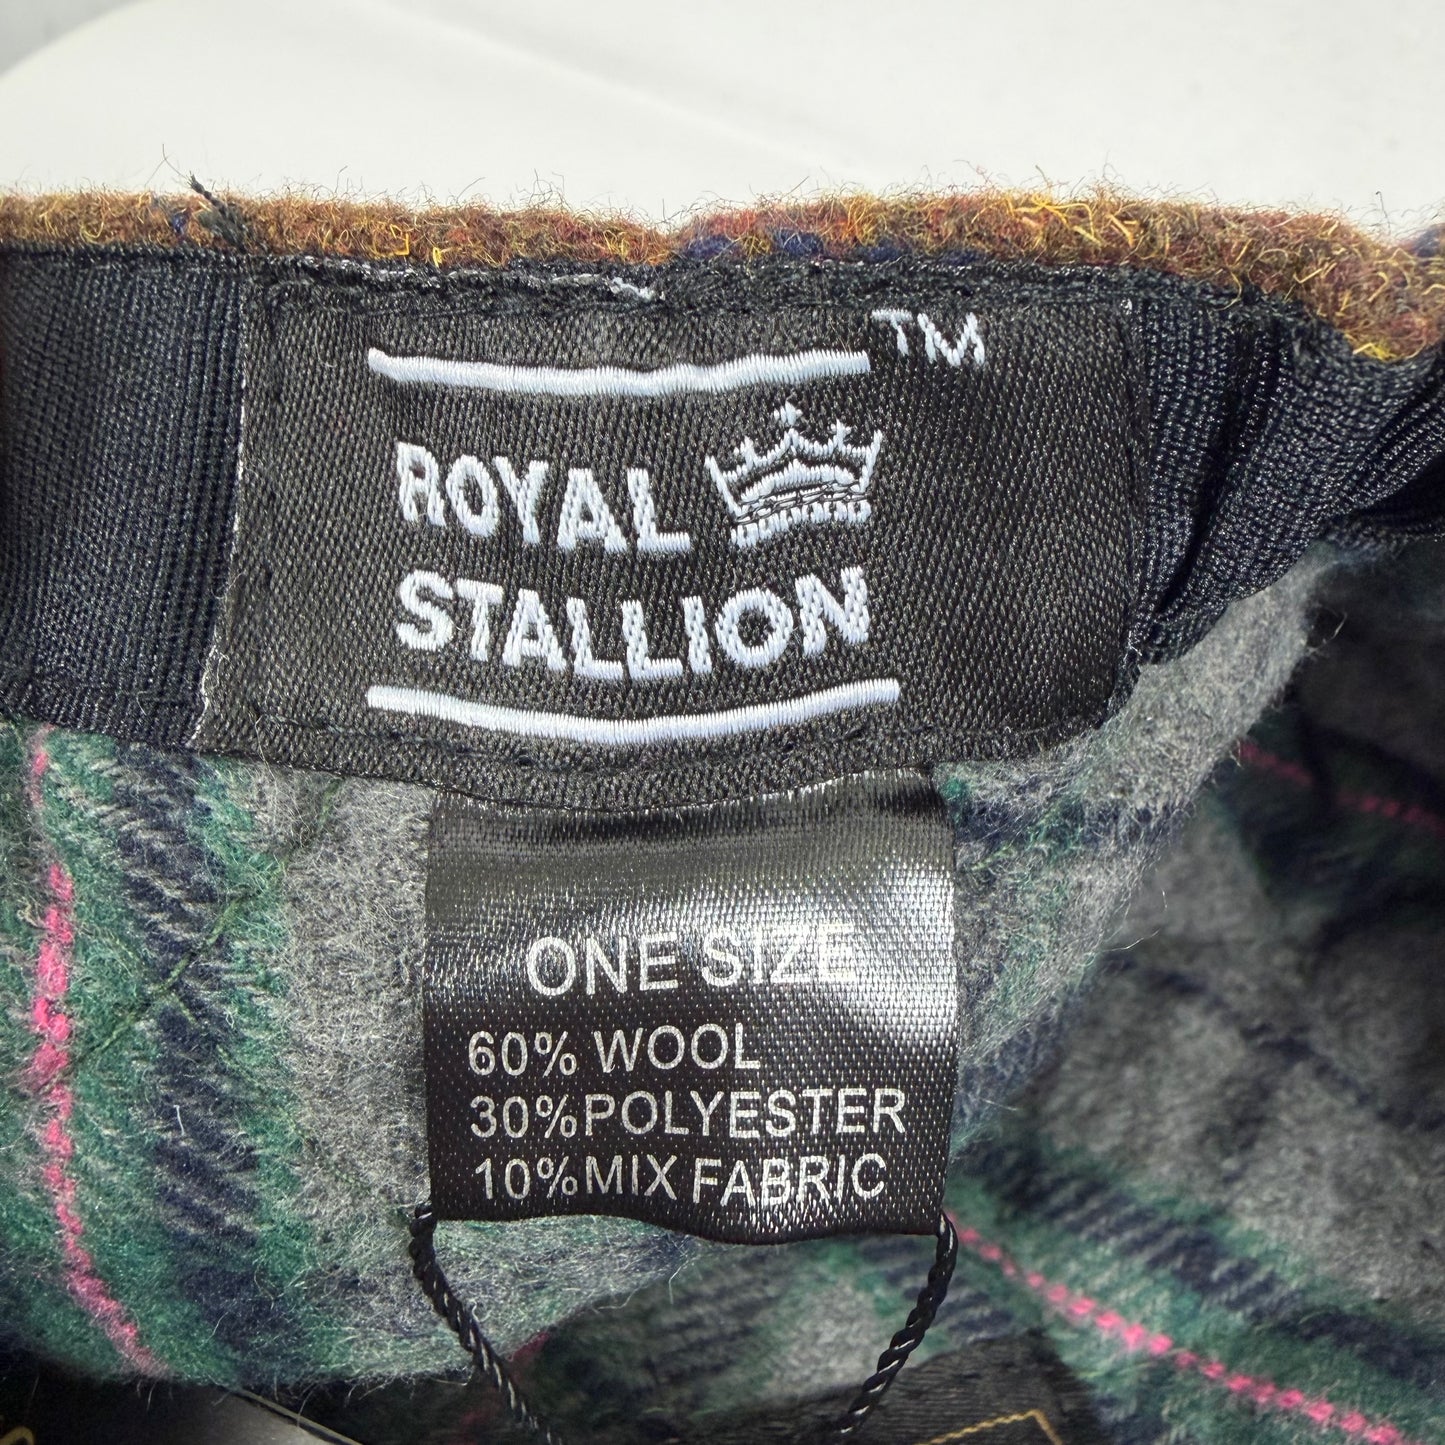 TM
ROYAL
STALLION
ONE SIZE
60% WOOL
30%POLYESTER
10%MIX FABRIC